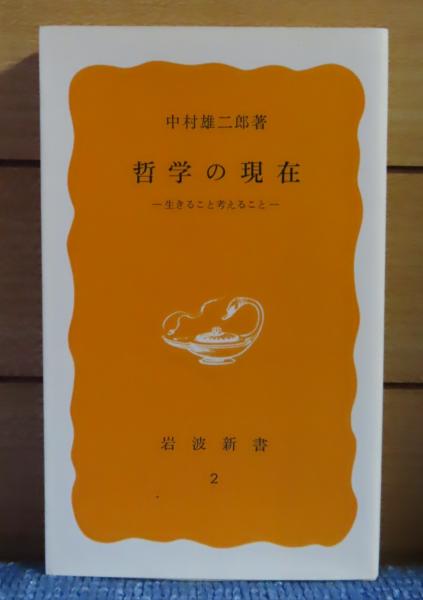 中村雄二郎著
哲学の現在
―生きること考えること―
岩波新書
2